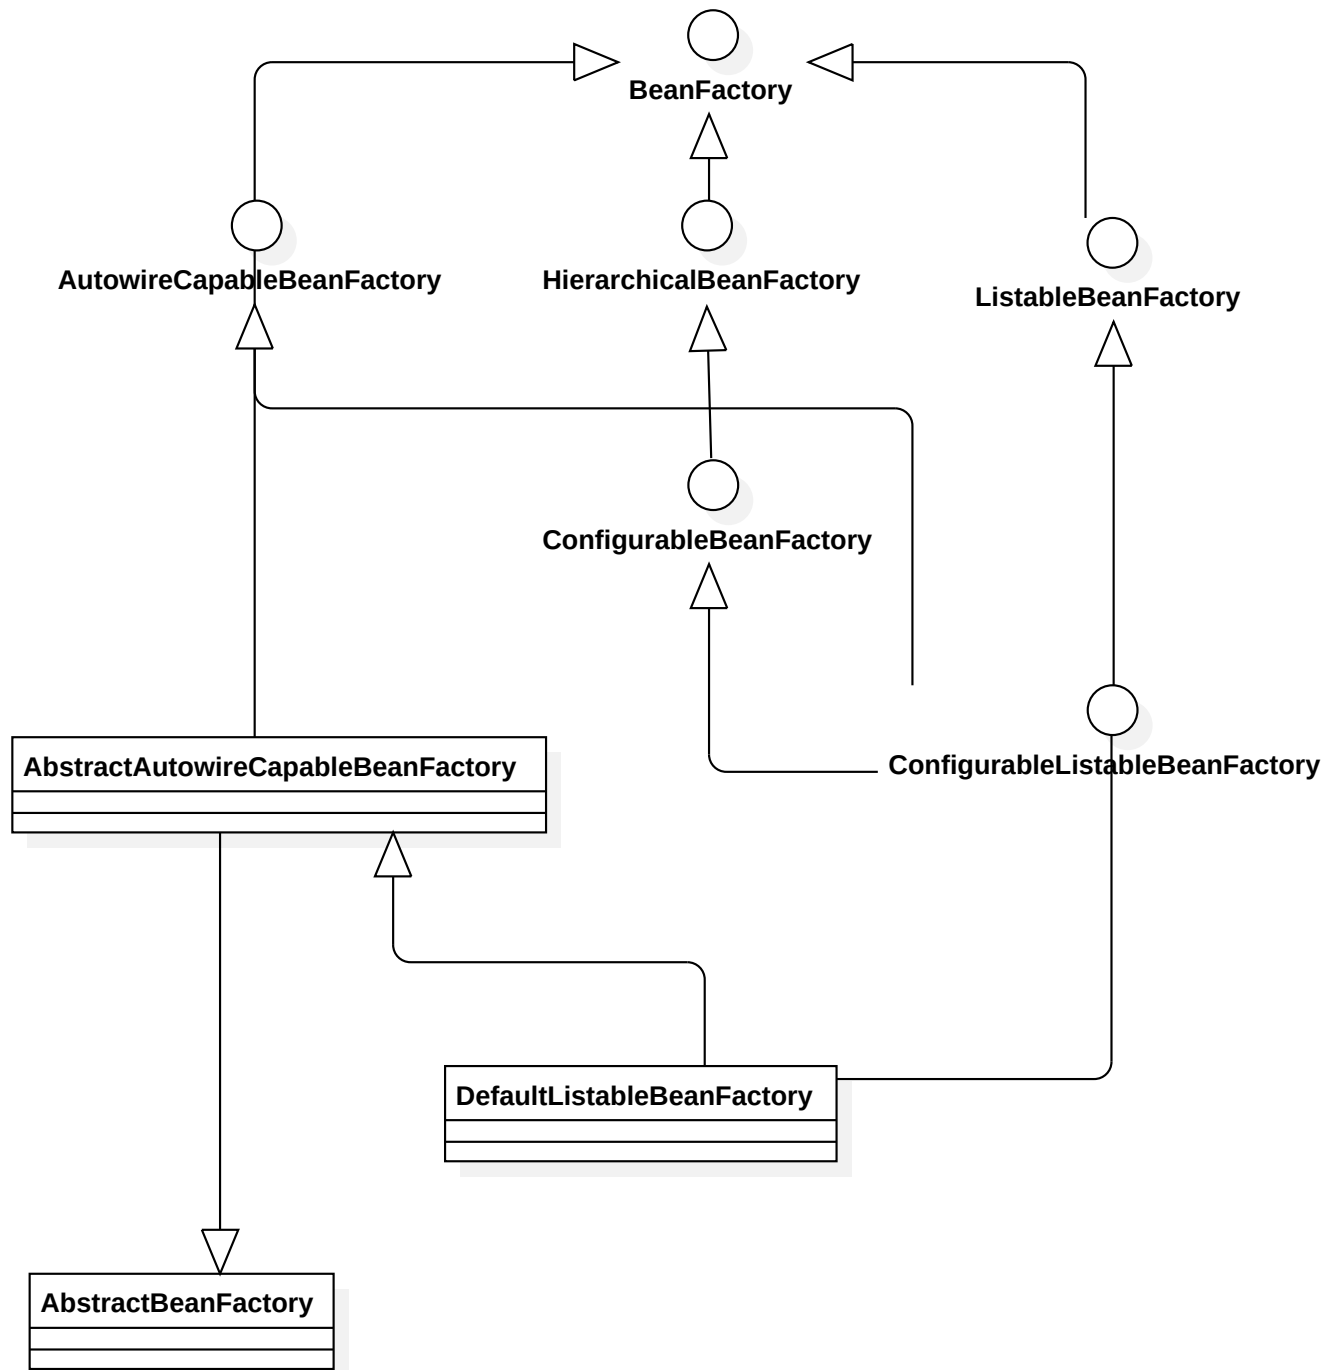 BeanFactory
AutowireCapableBeanFactory
HierarchicalBeanFactory
ListableBeanFactory
ConfigurableBeanFactory
AbstractAutowireCapableBeanFactory
ConfigurableListableBeanFactory
DefaultListableBeanFactory
AbstractBeanFactory